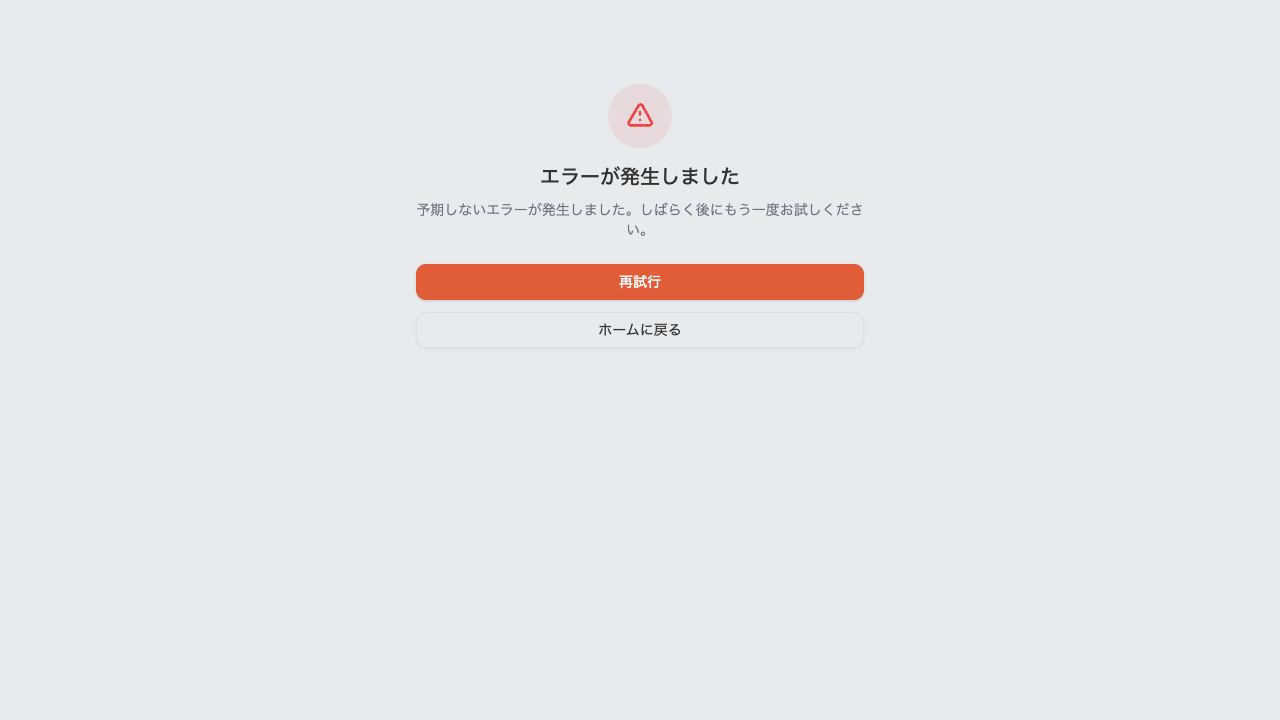 エラーが発生しました
予期しないエラーが発生しました。しばらく後にもう一度お試しくださ
い。
再試行
ホームに戻る